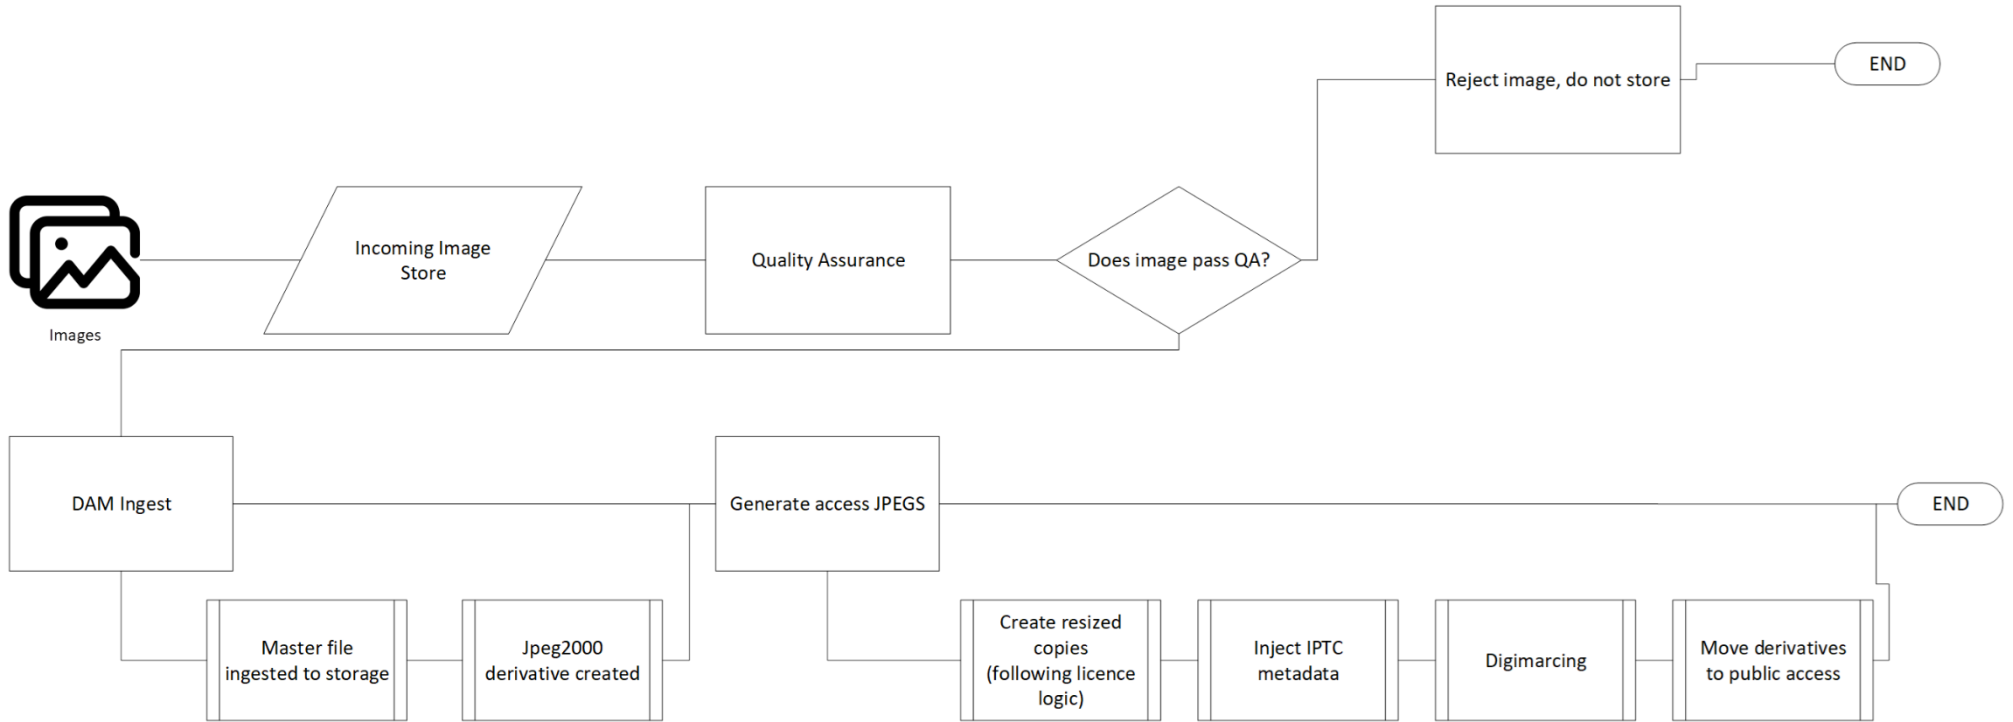 Reject image, do not store
END
Incoming Image
Store
Quality Assurance
Does image pass QA?
Images
DAM Ingest
Generate access JPEGS
END
Master file
ingested to storage
Jpeg2000
derivative created
Create resized
copies
(following licence
logic)
Inject IPTC
metadata
Digimarcing
Move derivatives
to public access